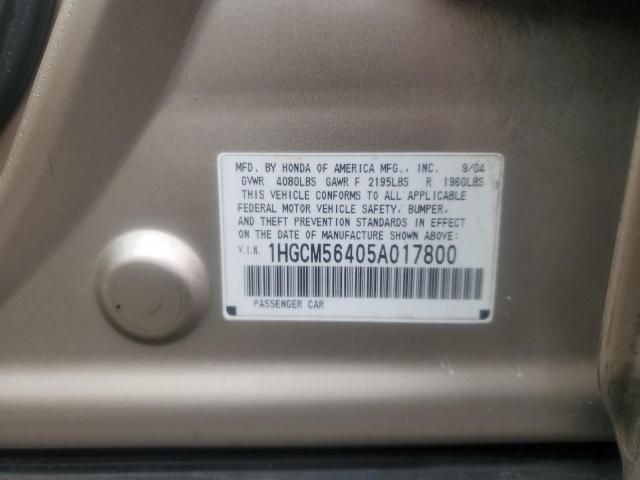 MFD. BY HONDA OF AMERICA MFG., INC. 9/04
GVWR 4080LBS GAWR F 2195LBS R 1960LBS
THIS VEHICLE CONFORMS TO ALL APPLICABLE
FEDERAL MOTOR VEHICLE SAFETY, BUMPER,
AND THEFT PREVENTION STANDARDS IN EFFECT
ON THE DATE OF MANUFACTURE SHOWN ABOVE:
V.I.N. 1HGCM56405A017800
PASSENGER CAR